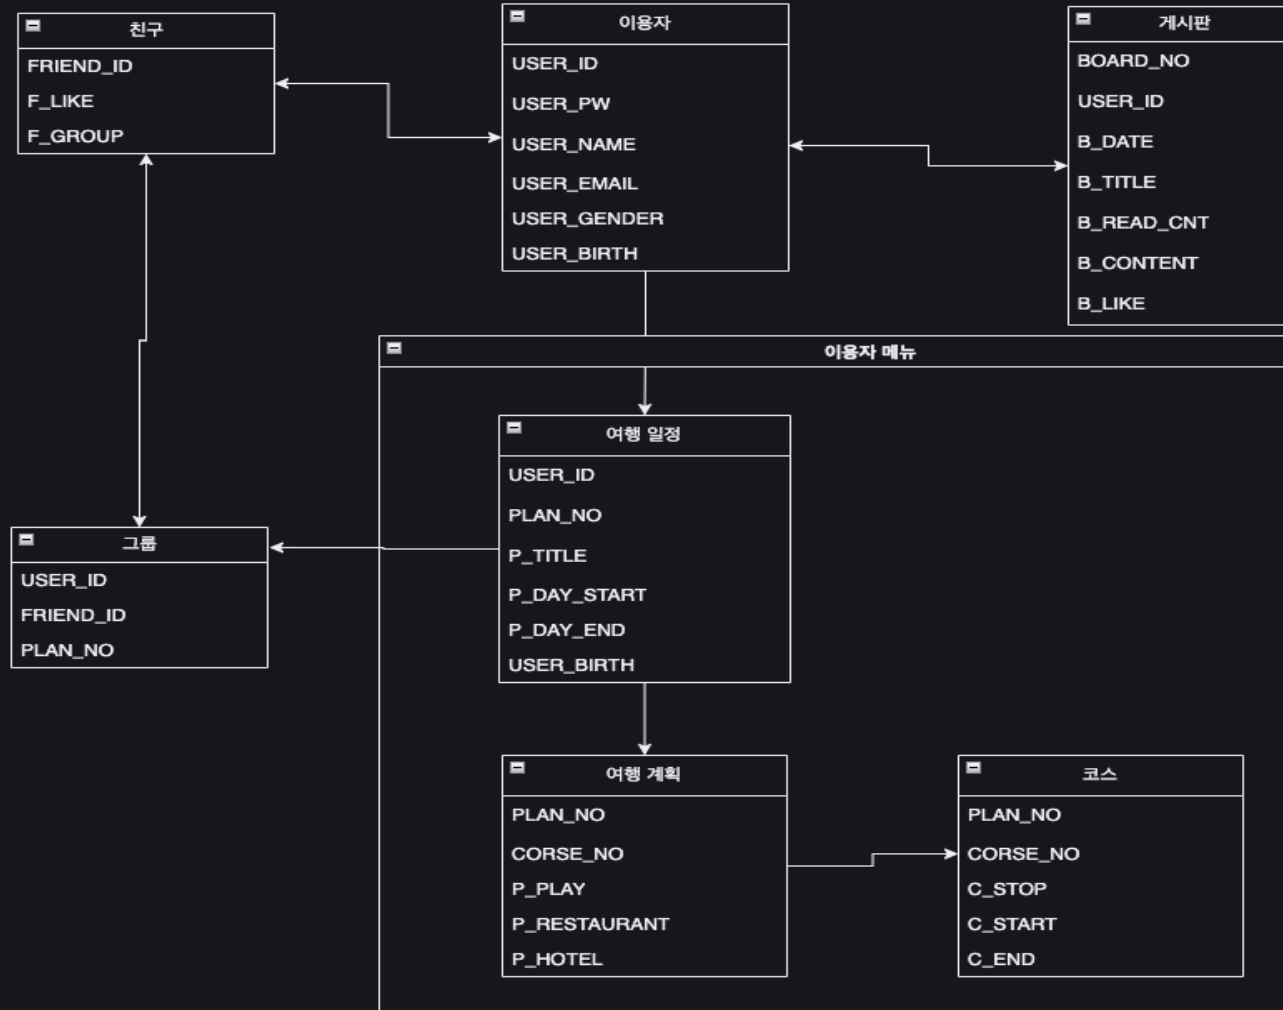 친구
FRIEND_ID
F_LIKE
F_GROUP
이용자
USER_ID
USER_PW
USER_NAME
USER_EMAIL
USER_GENDER
USER_BIRTH
게시판
BOARD_NO
USER_ID
B_DATE
B_TITLE
B_READ_CNT
B_CONTENT
B_LIKE
이용자 메뉴
여행 일정
USER_ID
PLAN_NO
P_TITLE
P_DAY_START
P_DAY_END
USER_BIRTH
그룹
USER_ID
FRIEND_ID
PLAN_NO
여행 계획
PLAN_NO
CORSE_NO
P_PLAY
P_RESTAURANT
P_HOTEL
코스
PLAN_NO
CORSE_NO
C_STOP
C_START
C_END